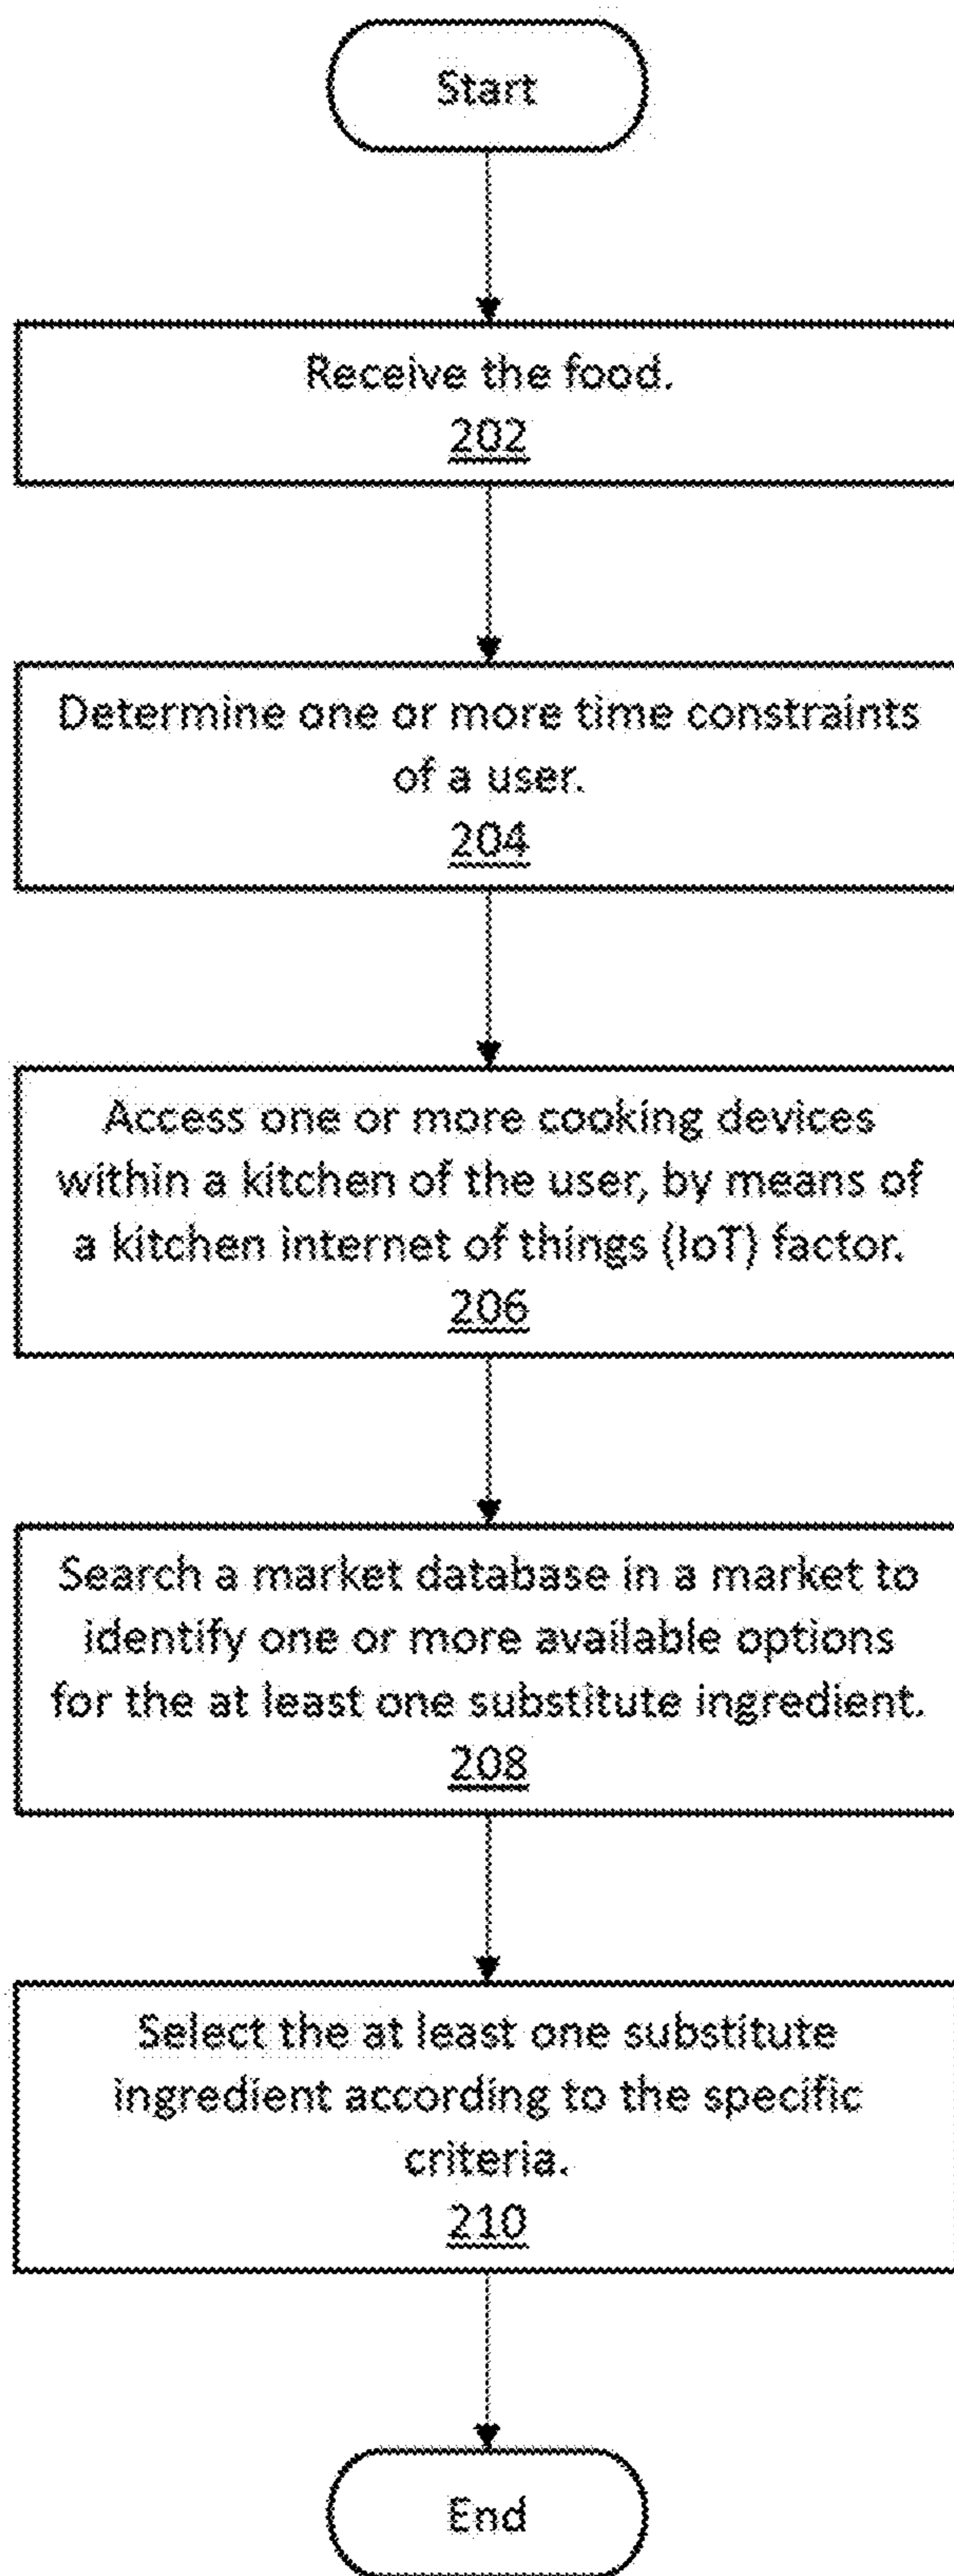 Start
Receive the food.
202
Determine one or more time constraints
of a user.
204
Access one or more cooking devices
within a kitchen of the user, by means of
a kitchen internet of things (IoT) factor.
206
Search a market database in a market to
identify one or more available options
for the at least one substitute ingredient.
208
Select the at least one substitute
ingredient according to the specific
criteria.
210
End